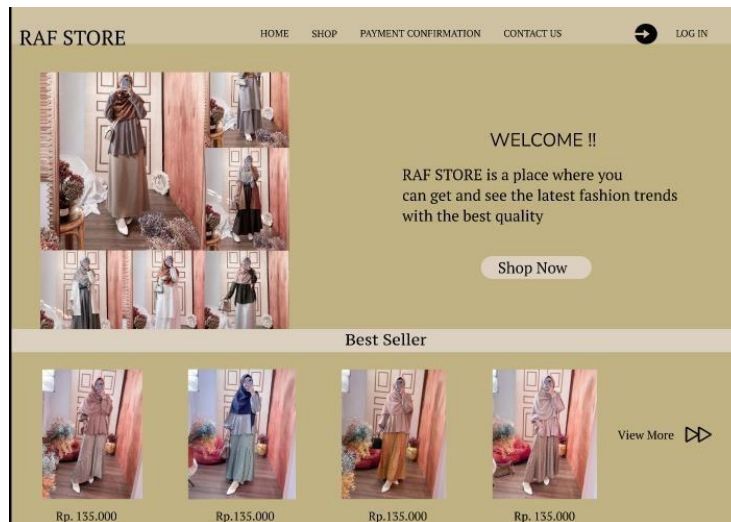 RAF STORE
HOME SHOP PAYMENT CONFIRMATION CONTACT US LOG IN
WELCOME !!
RAF STORE is a place where you
can get and see the latest fashion trends
with the best quality
Shop Now
Best Seller
View More
Rp. 135.000 Rp.135.000 Rp.135.000 Rp. 135.000